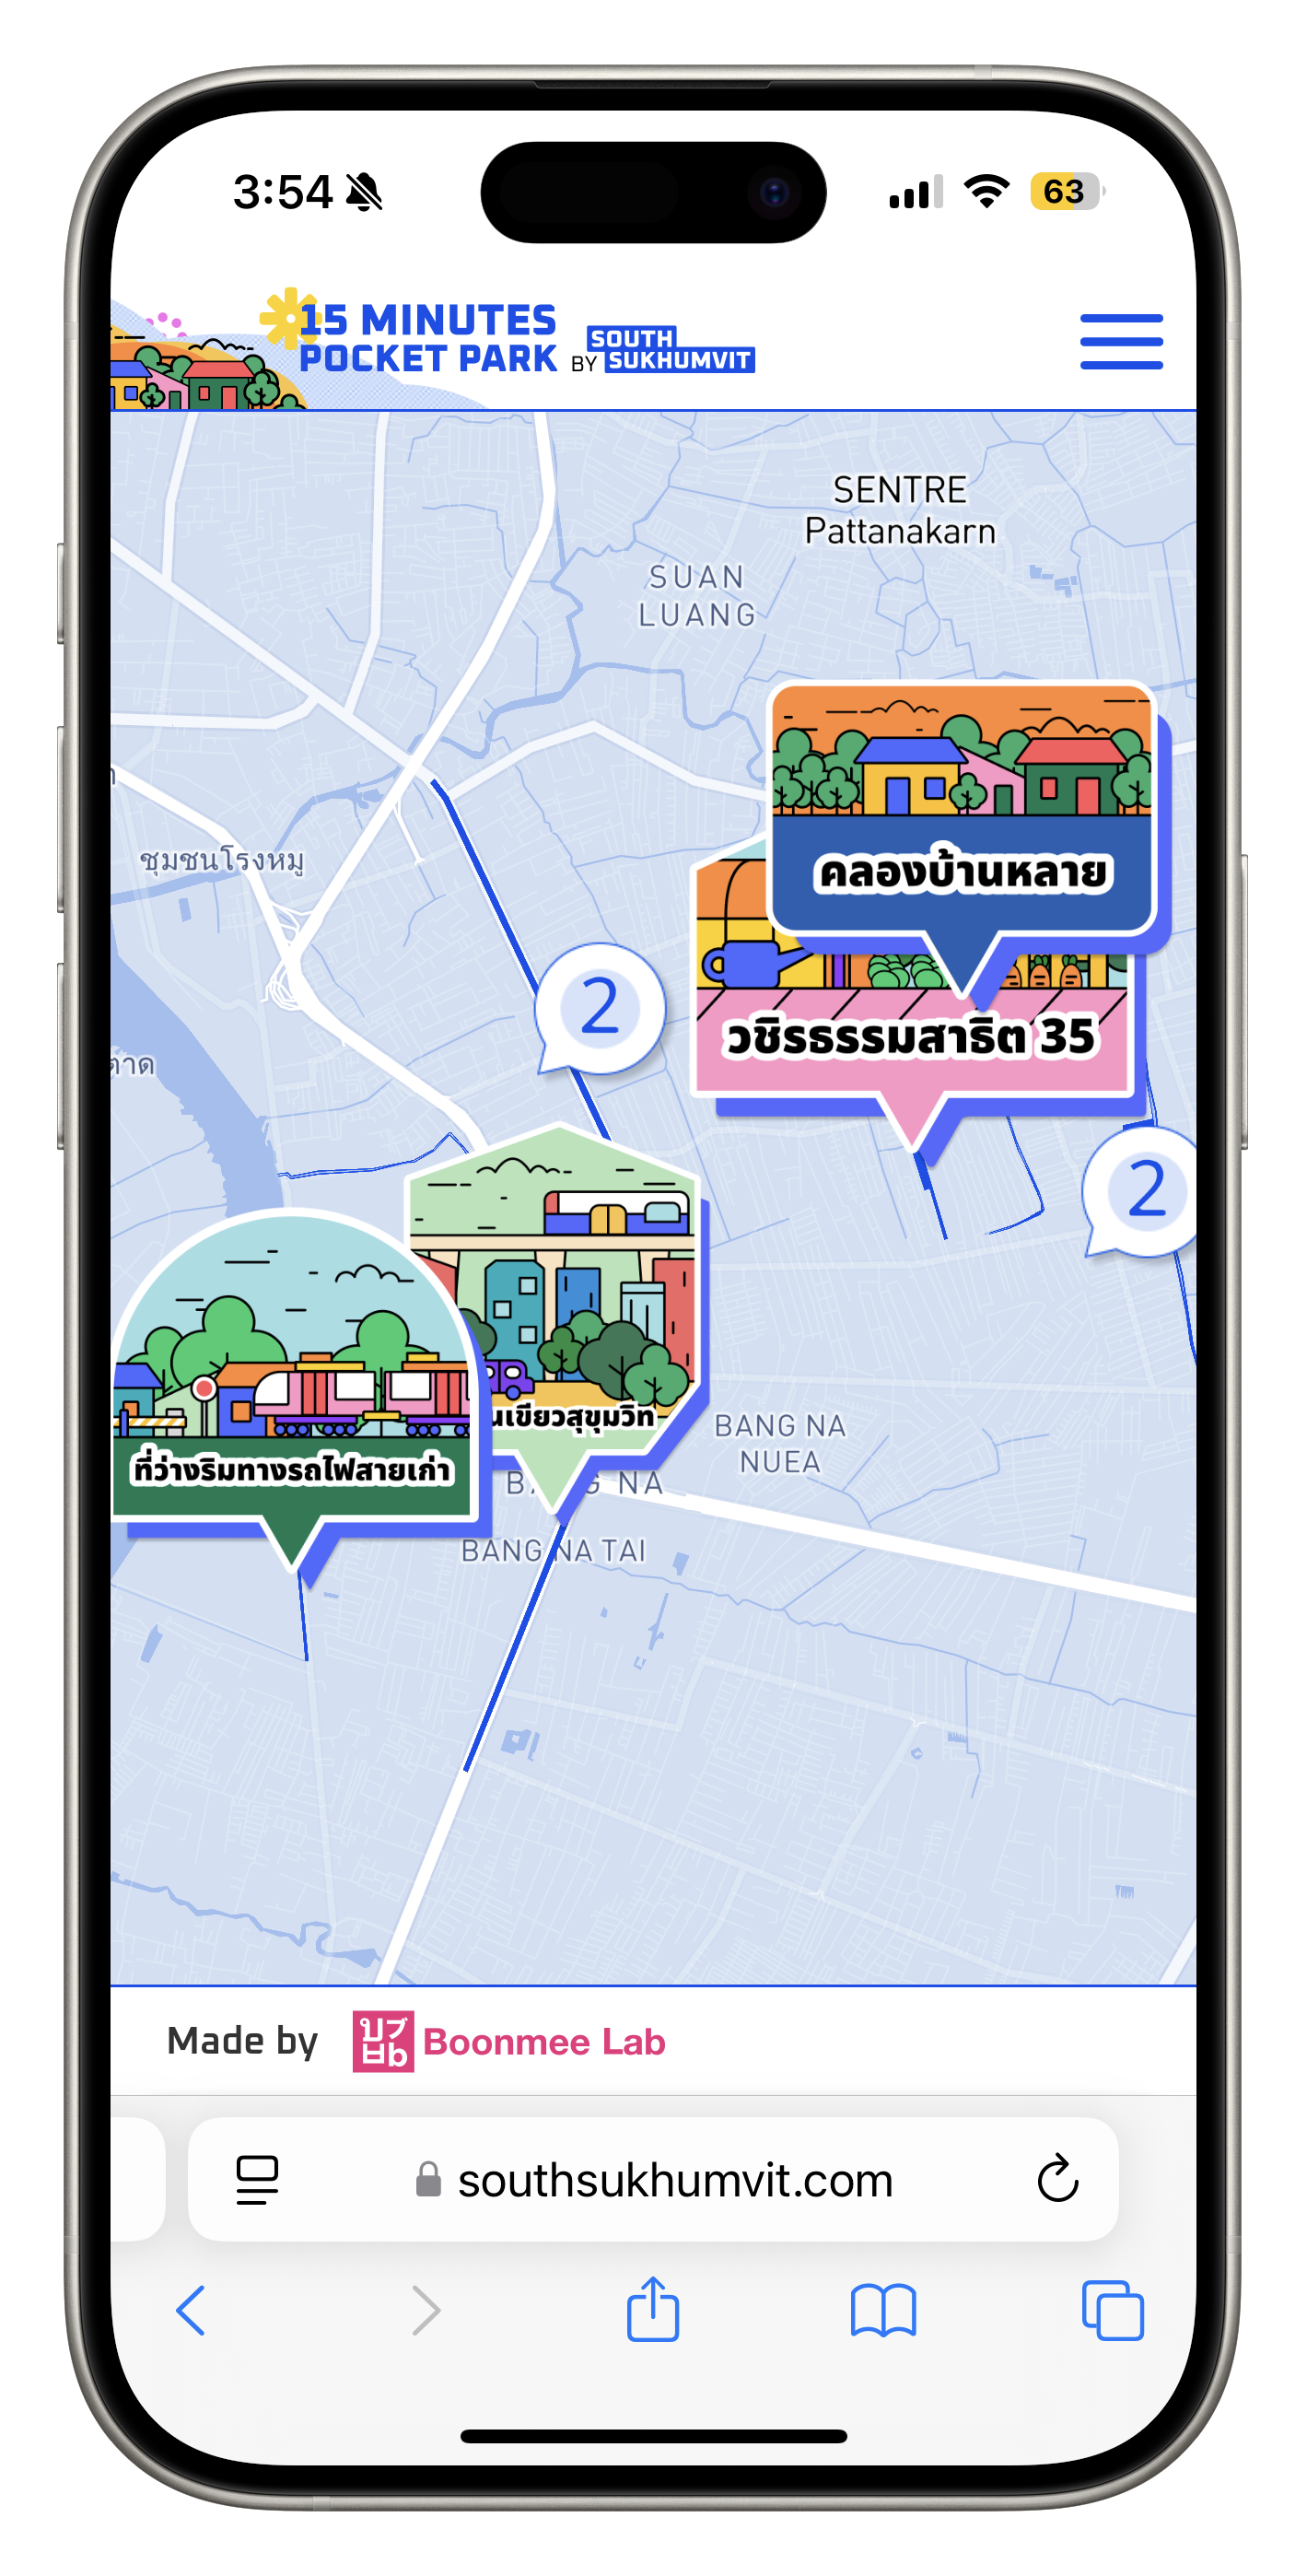 3:54
63
15 MINUTES
POCKET PARK BY SOUTH SUKHUMVIT
SENTRE
Pattanakarn
SUAN
LUANG
คลองบ้านหลาย
ชุมชนโรงหมู
2
วชิรธรรมสาธิต 35
2
นเขียวสุขุมวิท
BANG NA
NUEA
ที่ว่างริมทางรถไฟสายเก่า
NA
BANG NA TAI
Made by บブㅂb Boonmee Lab
southsukhumvit.com